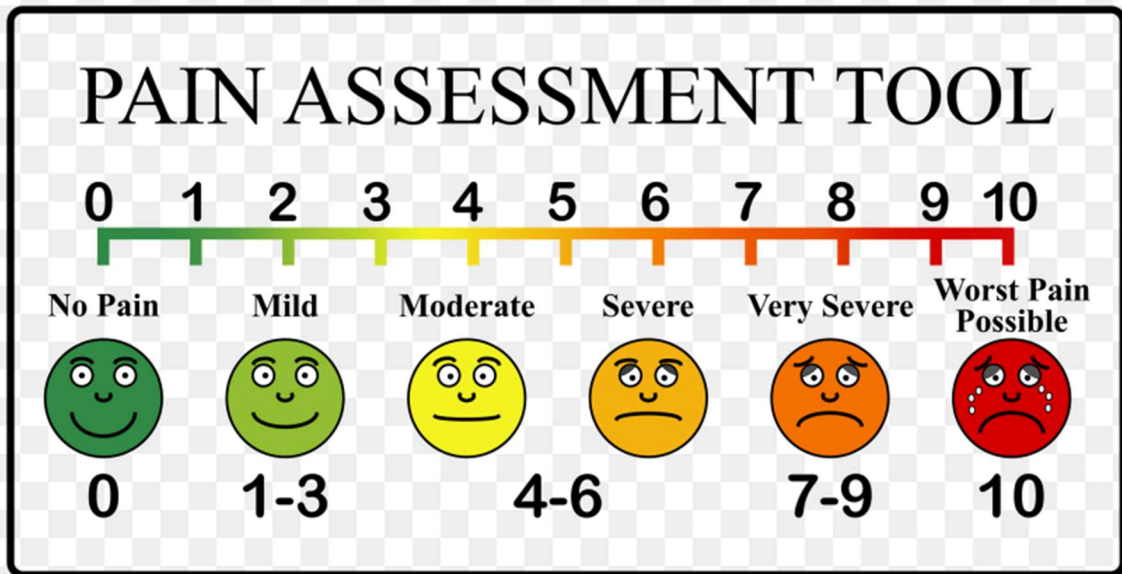 PAIN ASSESSMENT TOOL
0 1 2 3 4 5 6 7 8 9 10
No Pain Mild Moderate Severe Very Severe Worst Pain
Possible
0 1-3 4-6 7-9 10